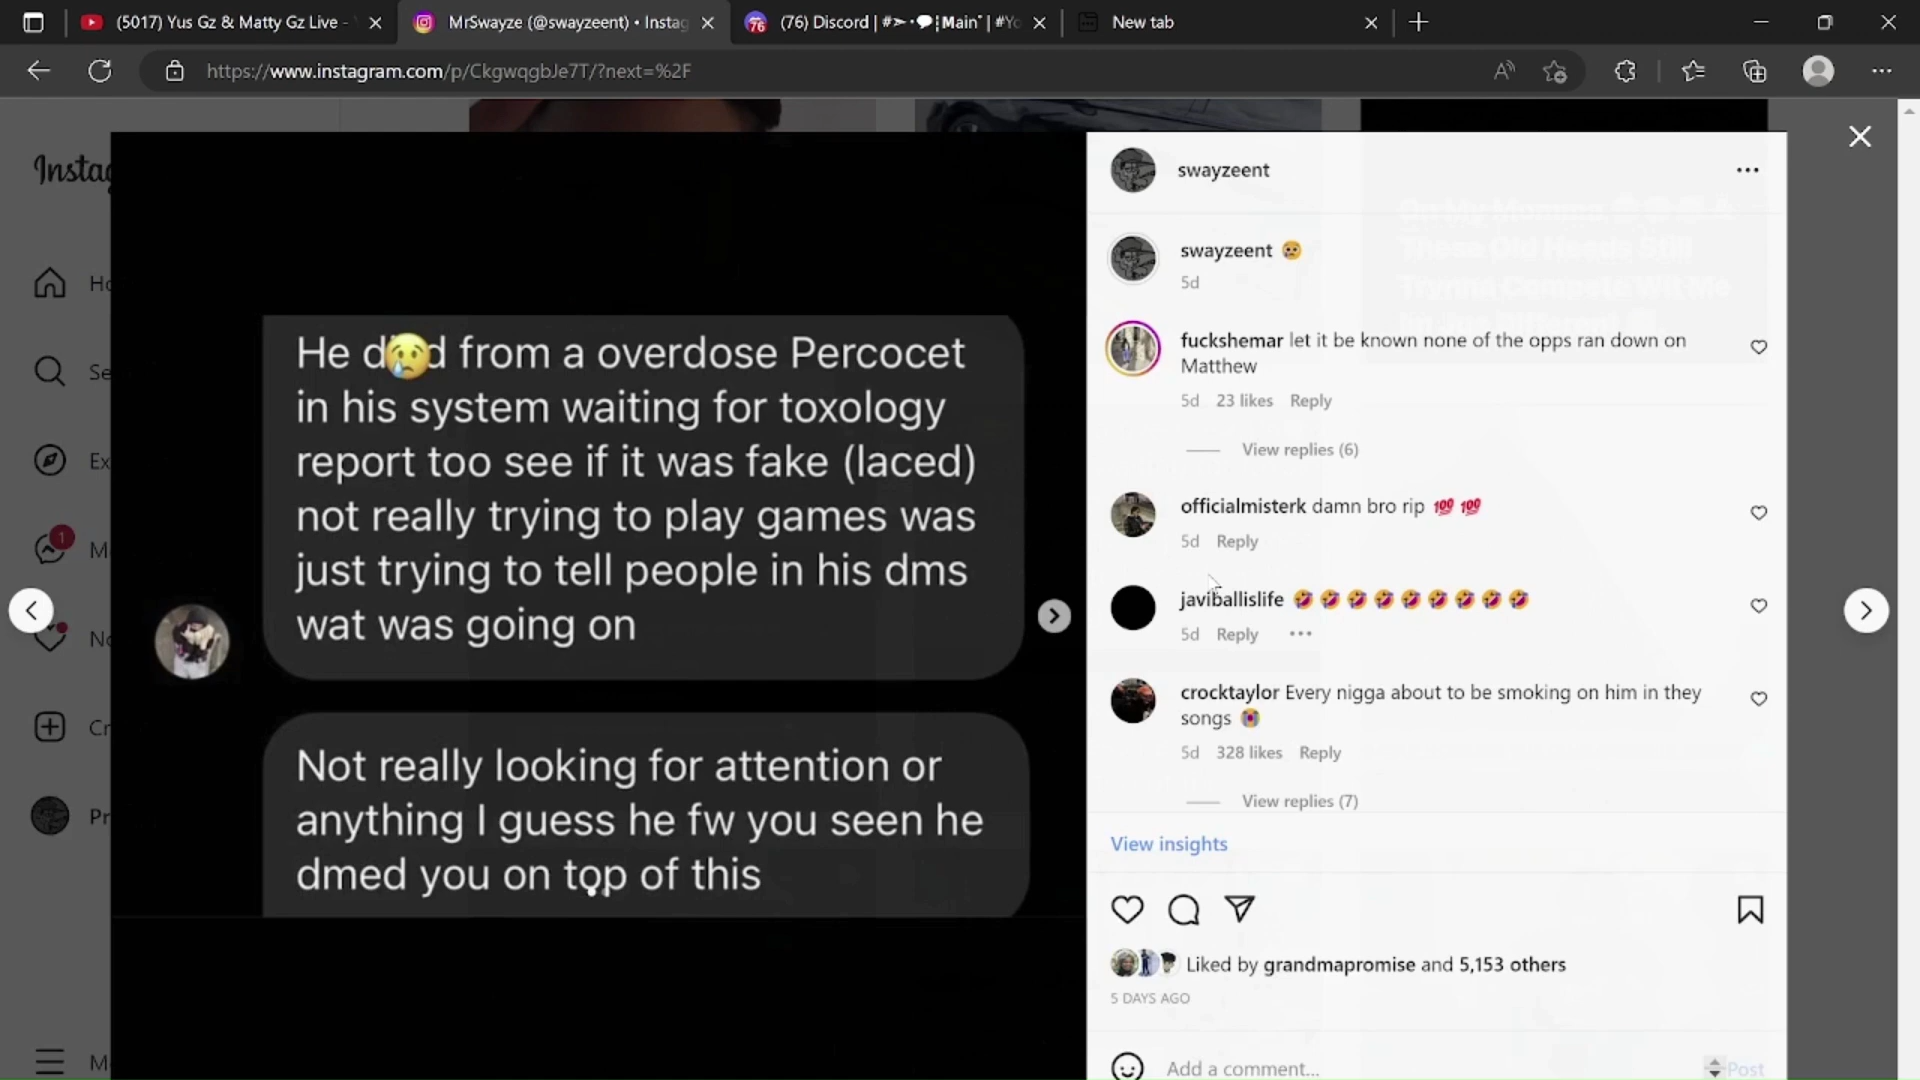 (5017) Yus Gz & Matty Gz Live -
MrSwayze (@swayzeent) • Instag
(76) Discord | #➣・💬┆Main¨| #Yo
New tab
https://www.instagram.com/p/CkgwqgbJe7T/?next=%2F
Instag
Ho
Se
Ex
1
M
No
Cr
Pr
M
He d😢d from a overdose Percocet
in his system waiting for toxology
report too see if it was fake (laced)
not really trying to play games was
just trying to tell people in his dms
wat was going on
Not really looking for attention or
anything I guess he fw you seen he
dmed you on top of this
swayzeent
swayzeent 😢
5d
fuckshemar let it be known none of the opps ran down on
Matthew
5d 23 likes Reply
View replies (6)
officialmisterk damn bro rip 💯 💯
5d Reply
javiballislife 🤣 🤣 🤣 🤣 🤣 🤣 🤣 🤣 🤣
5d Reply
crocktaylor Every nigga about to be smoking on him in they
songs 😭
5d 328 likes Reply
View replies (7)
View insights
Liked by grandmapromise and 5,153 others
5 DAYS AGO
Add a comment...
Post